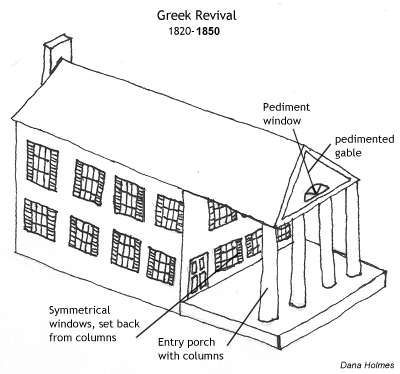 Greek Revival
1820-1850
Pediment
window
pedimented
gable
Symmetrical
windows, set back
from columns
Entry porch
with columns
Dana Holmes